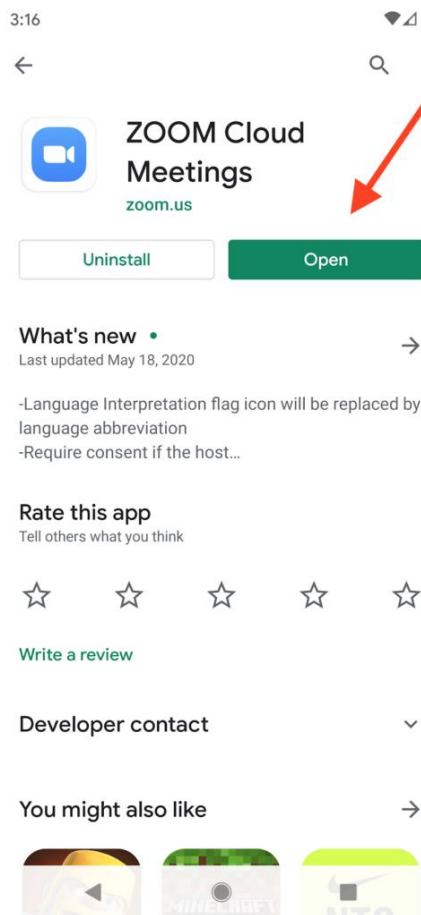 3:16
ZOOM Cloud
Meetings
zoom.us
Uninstall
Open
What's new
Last updated May 18, 2020
-Language Interpretation flag icon will be replaced by
language abbreviation
-Require consent if the host...
Rate this app
Tell others what you think
Write a review
Developer contact
You might also like
MINECRAFT